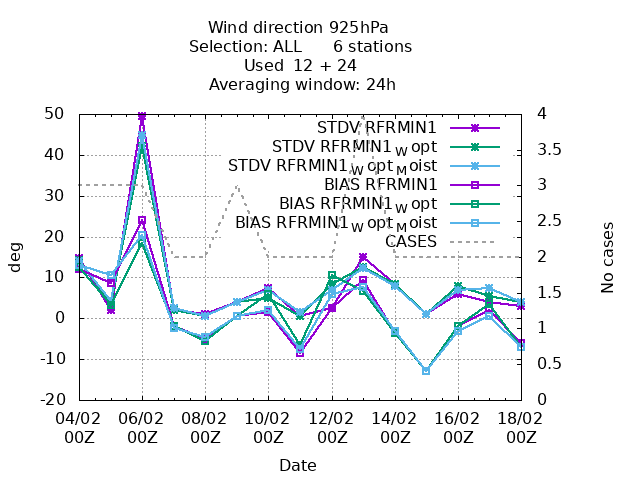 Wind direction 925hPa
Selection: ALL 6 stations
Used 12 + 24
Averaging window: 24h
50
40
30
20
10
0
-10
-20
deg
4
3.5
3
2.5
2
1.5
1
0.5
0
No cases
STDV RFRMIN1
STDV RFRMIN1_W opt
STDV RFRMIN1_W opt_Moist
BIAS RFRMIN1
BIAS RFRMIN1_W opt
BIAS RFRMIN1_W opt_Moist
CASES
04/02 06/02 08/02 10/02 12/02 14/02 16/02 18/02
00Z 00Z 00Z 00Z 00Z 00Z 00Z 00Z
Date